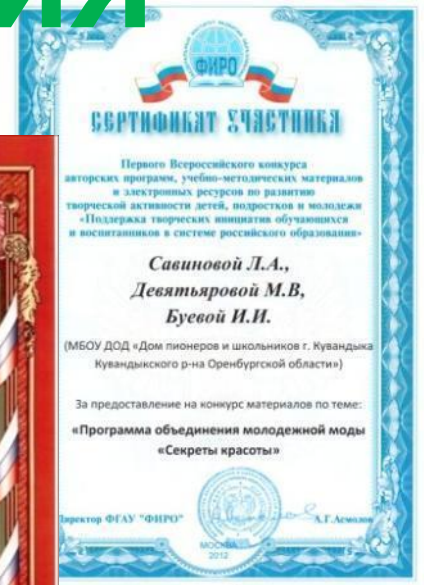 ИЯ
ФИРО
СЕРТИФИКАТ УЧАСТНИКА
Первого Всероссийского конкурса
авторских программ, учебно-методических материалов
и электронных ресурсов по развитию
творческой активности детей, подростков и молодежи
«Поддержка творческих инициатив обучающихся
и воспитанников в системе российского образования»
Савиновой Л.А.,
Девятьяровой М.В,
Буевой И.И.
(МБОУ ДОД «Дом пионеров и школьников г. Кувандыка
Кувандыкского р-на Оренбургской области»)
За предоставление на конкурс материалов по теме:
«Программа объединения молодежной моды
«Секреты красоты»
Директор ФГАУ "ФИРО" А.Г.Асмолов
МОСКВА
2012